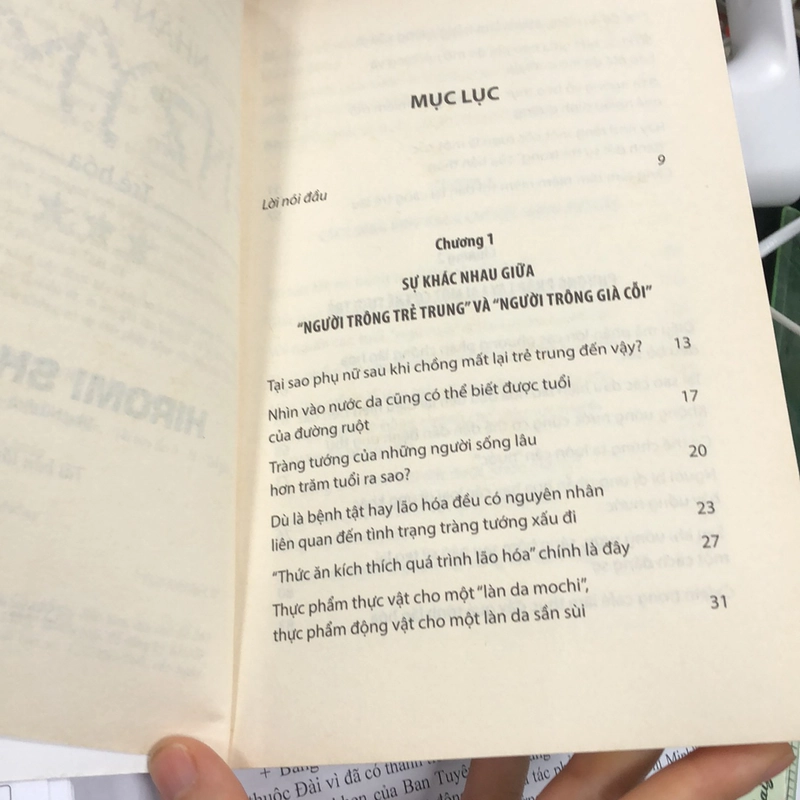 MỤC LỤC
Lời nói đầu 9
Chương 1
SỰ KHÁC NHAU GIỮA
“NGƯỜI TRÔNG TRẺ TRUNG” VÀ “NGƯỜI TRÔNG GIÀ CỖI”
Tại sao phụ nữ sau khi chồng mất lại trẻ trung đến vậy? 13
Nhìn vào nước da cũng có thể biết được tuổi
của đường ruột 17
Tràng tướng của những người sống lâu
hơn trăm tuổi ra sao? 20
Dù là bệnh tật hay lão hóa đều có nguyên nhân
liên quan đến tình trạng tràng tướng xấu đi 23
“Thức ăn kích thích quá trình lão hóa” chính là đây 27
Thực phẩm thực vật cho một “làn da mochi”,
thực phẩm động vật cho một làn da sần sùi 31
vì đã có
của Ban